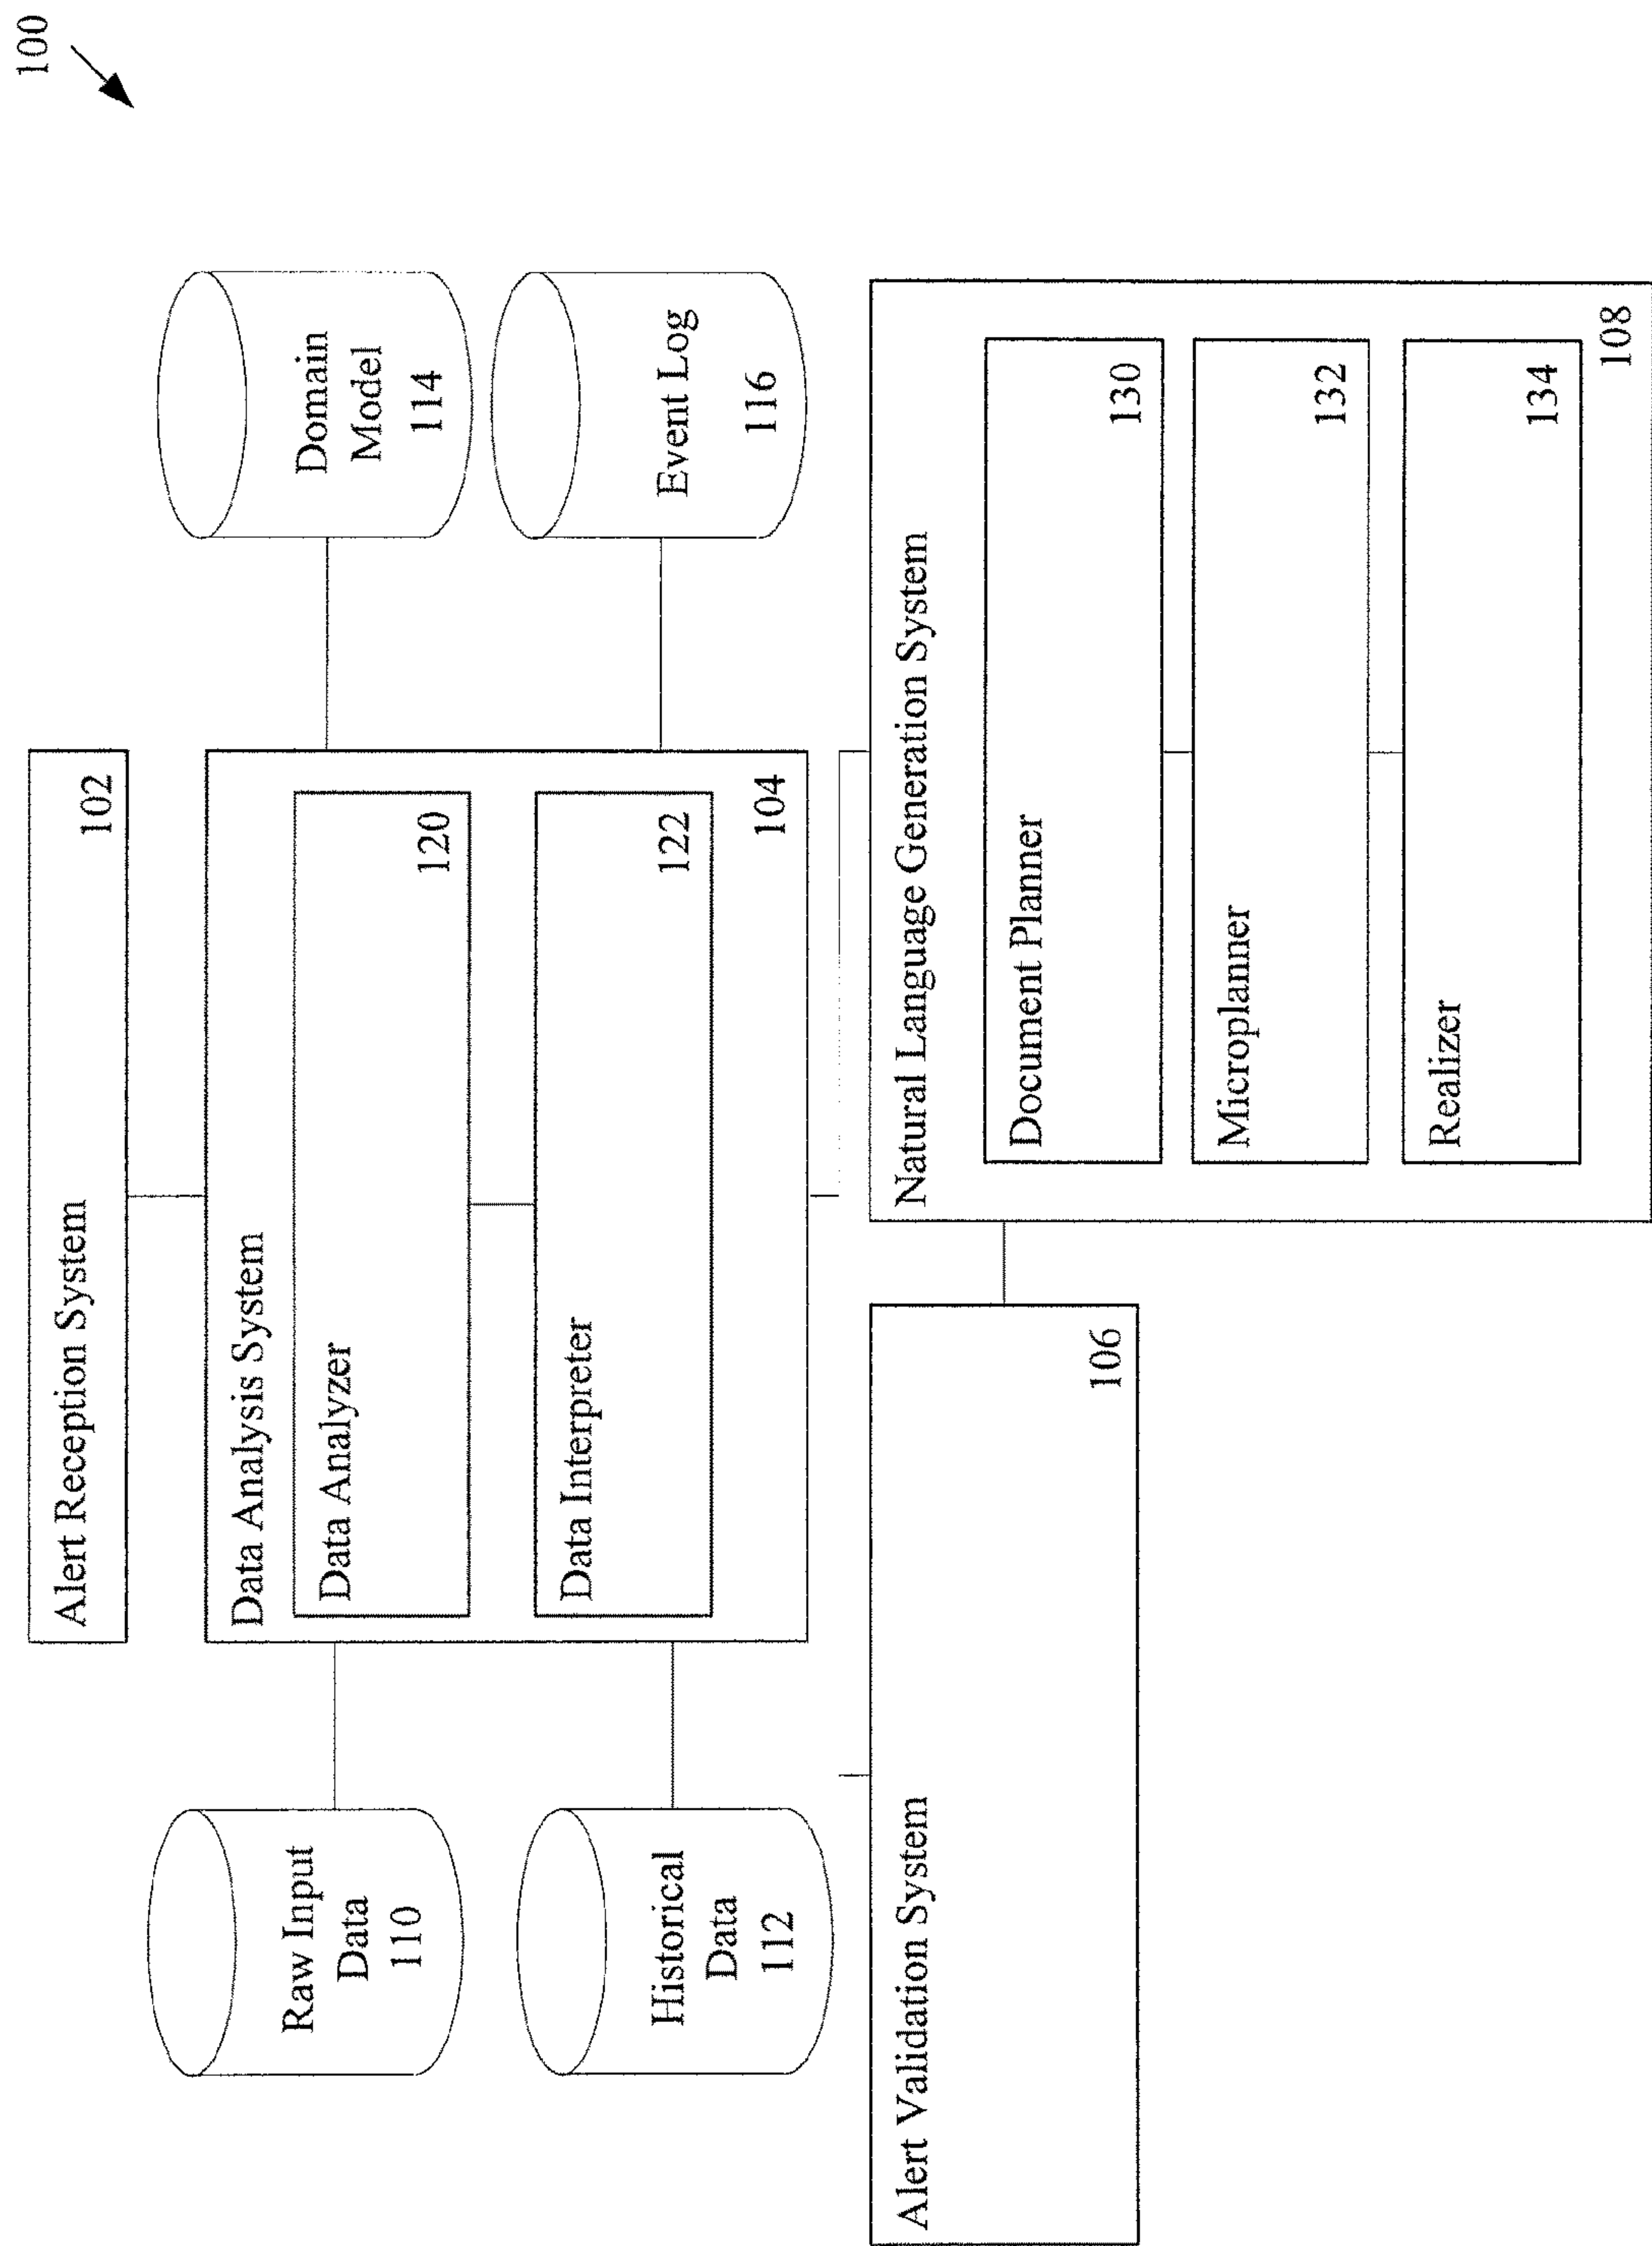 100
Alert Reception System
102
Data Analysis System
Data Analyzer
120
Data Interpreter
122
104
Raw Input
Data
110
Historical
Data
112
Domain
Model
114
Event Log
116
Alert Validation System
106
Natural Language Generation System
Document Planner
130
Microplanner
132
Realizer
134
108